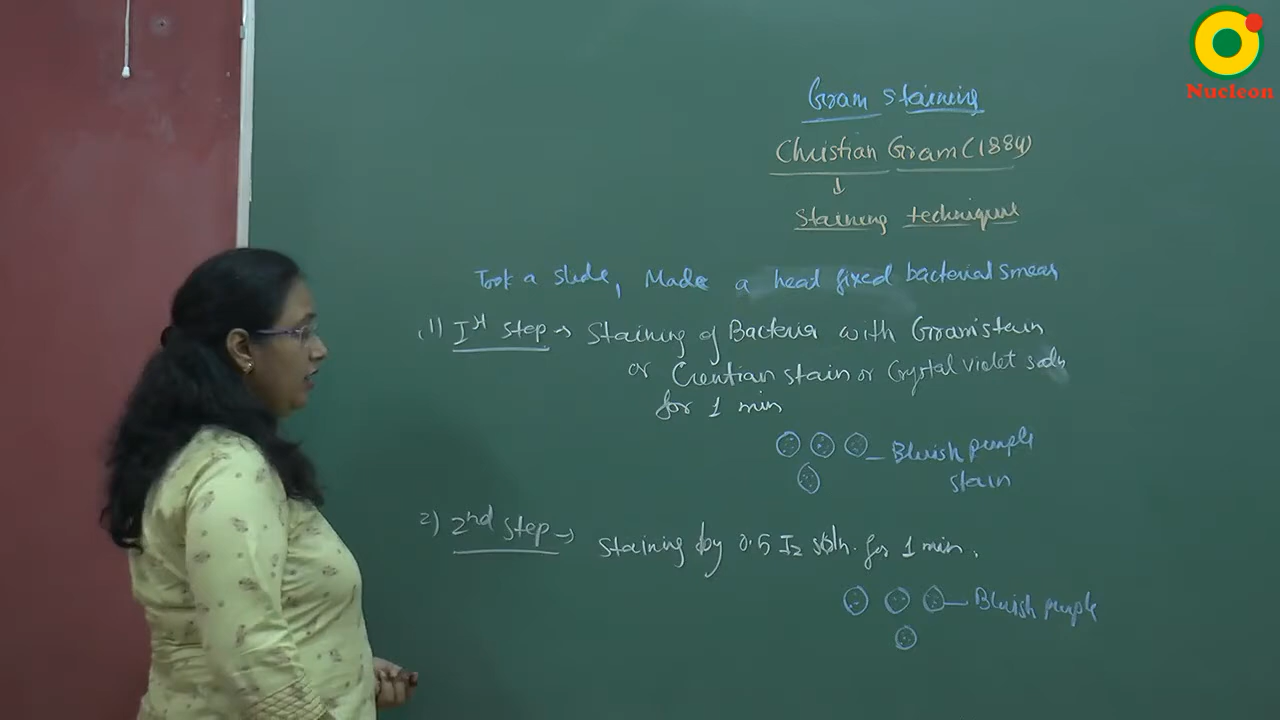 Nucleon
Gram staining
Christian Gram (1884)
Staining technique
Took a slide, Made a head fixed bacterial smear
(1) Ist step → Staining of Bacteria with Gram's stain
or Gentian stain or Crystal violet soln
for 1 min
Bluish purple
stain
2) 2nd step → Staining by 0.5 I2 soln. for 1 min.
Bluish purple